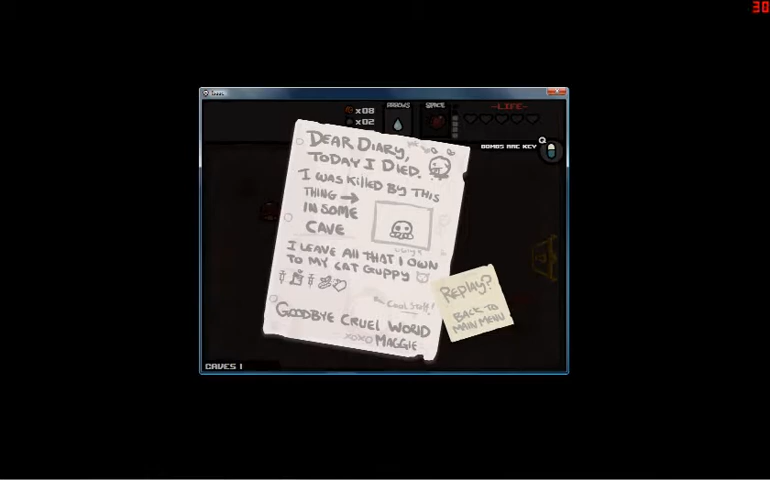 30
Isaac
x08
x02
ARROWS
SPACE
-LIFE-
Q
BOMBS ARE KEY
DEAR DIARY,
TODAY I DIED.
I WAS KILLED BY THIS
THING →
IN SOME
CAVE
I LEAVE ALL THAT I OWN
TO MY CAT GUPPY
GOODBYE CRUEL WORLD
XOXO MAGGIE
REPLAY?
BACK TO
MAIN MENU
CAVES I